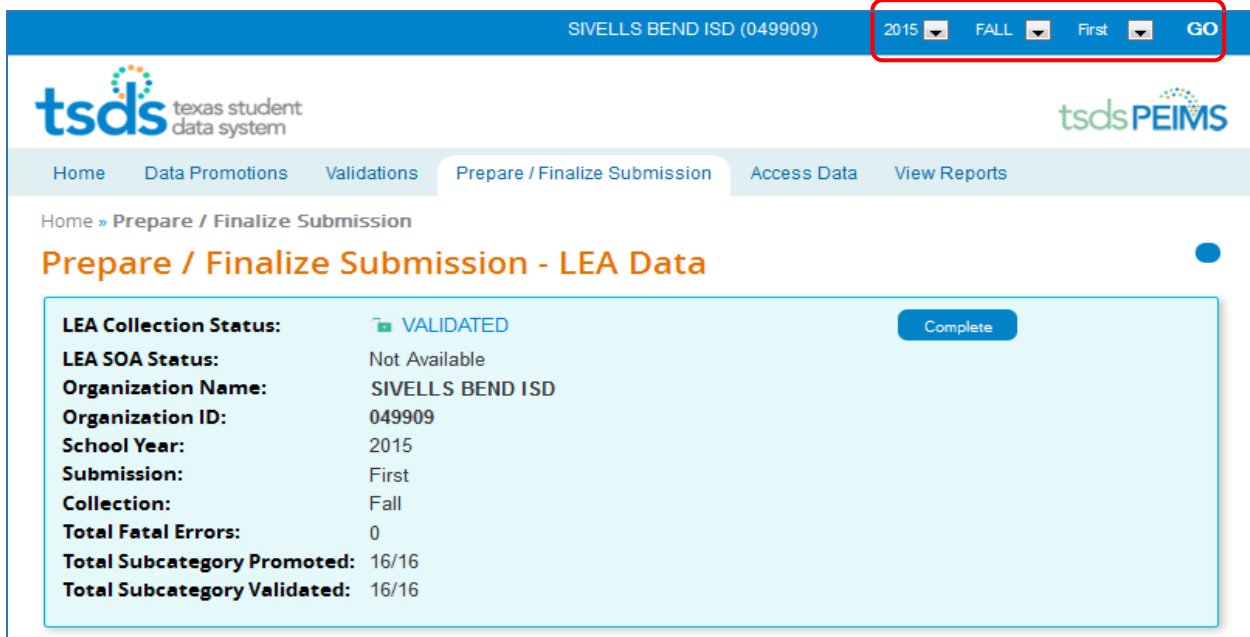 SIVELLS BEND ISD (049909) 2015 FALL First GO
tsds texas student data system
tsds PEIMS
Home Data Promotions Validations Prepare / Finalize Submission Access Data View Reports
Home » Prepare / Finalize Submission
Prepare / Finalize Submission - LEA Data
LEA Collection Status: VALIDATED Complete
LEA SOA Status: Not Available
Organization Name: SIVELLS BEND ISD
Organization ID: 049909
School Year: 2015
Submission: First
Collection: Fall
Total Fatal Errors: 0
Total Subcategory Promoted: 16/16
Total Subcategory Validated: 16/16